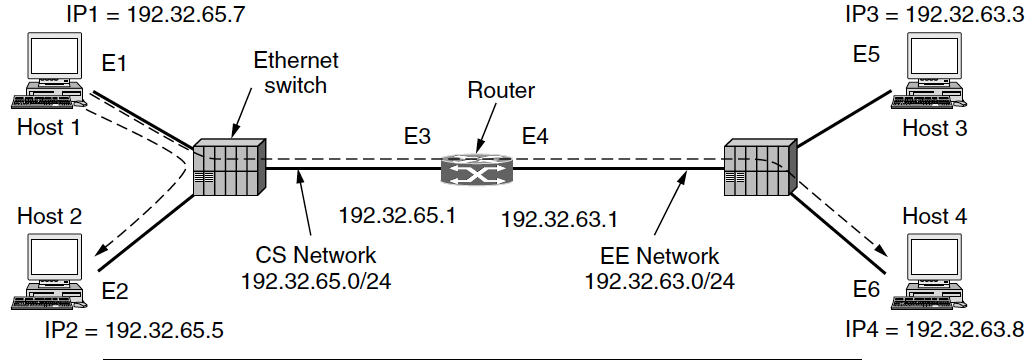 IP1 = 192.32.65.7
IP3 = 192.32.63.3
E1
Ethernet
switch
E5
Router
Host 1
E3
E4
Host 3
Host 2
192.32.65.1
192.32.63.1
Host 4
CS Network
192.32.65.0/24
EE Network
192.32.63.0/24
E2
E6
IP2 = 192.32.65.5
IP4 = 192.32.63.8